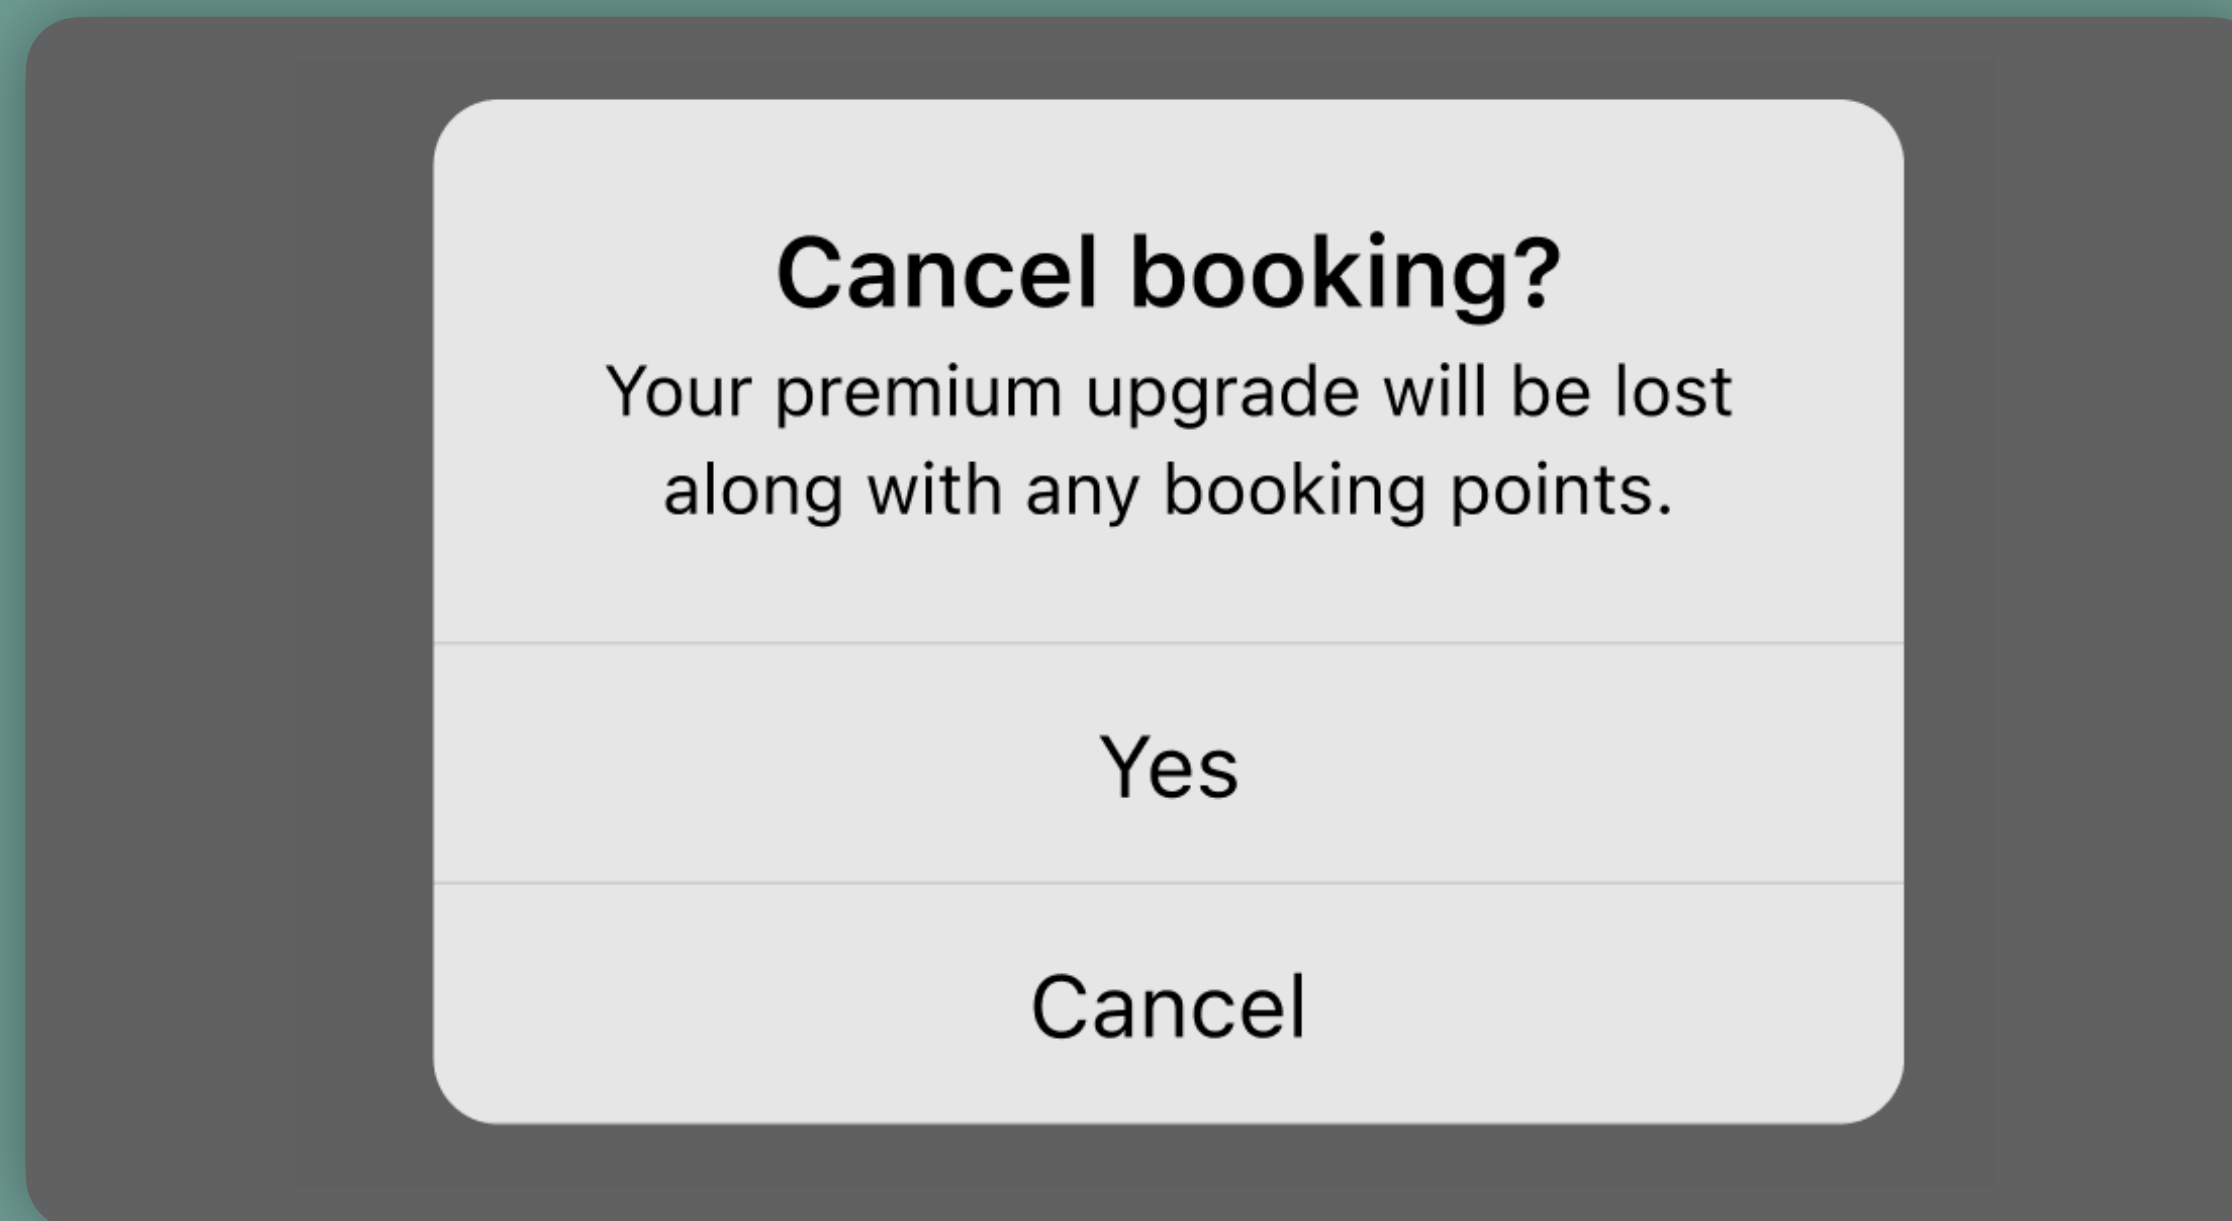 Cancel booking?
Your premium upgrade will be lost
along with any booking points.
Yes
Cancel